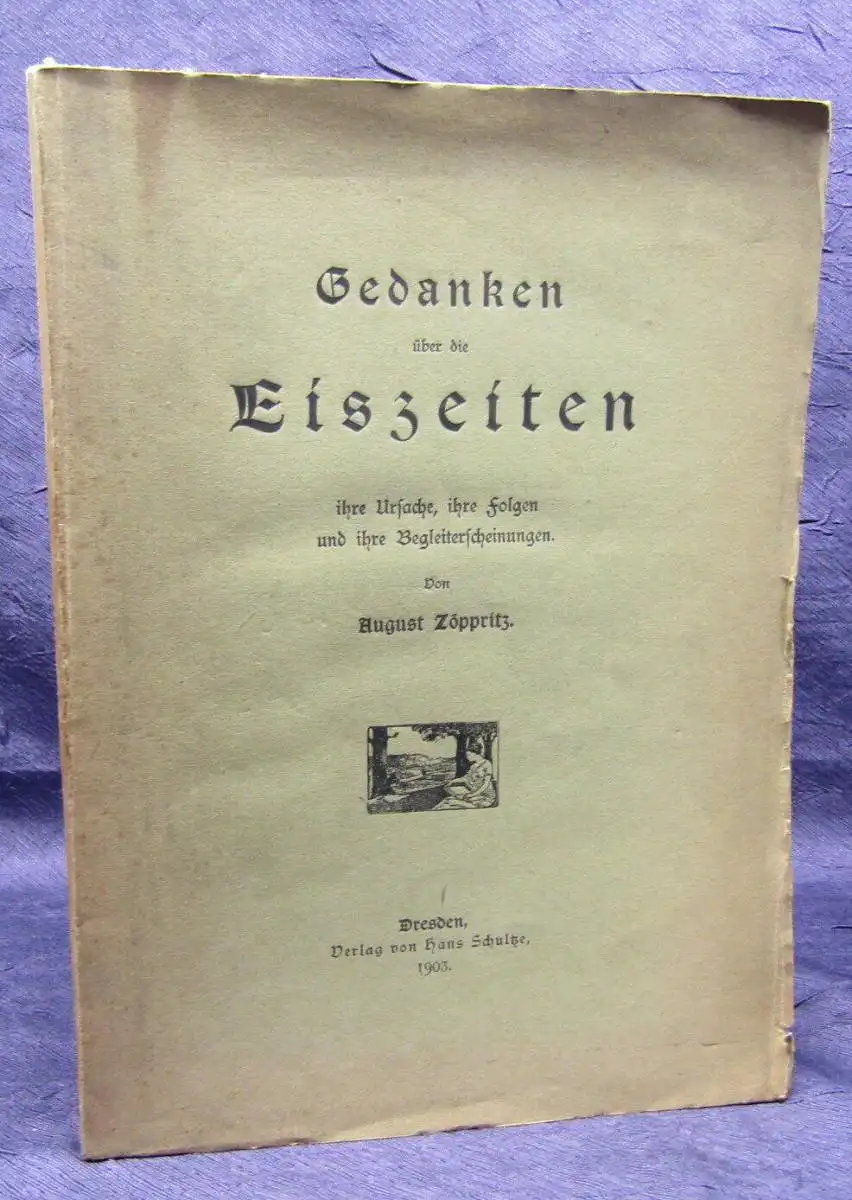 Gedanken
über die
Eiszeiten
ihre Urſache, ihre Folgen
und ihre Begleiterſcheinungen.
Von
August Zöppritz.
Dresden,
Verlag von Hans Schultze,
1903.